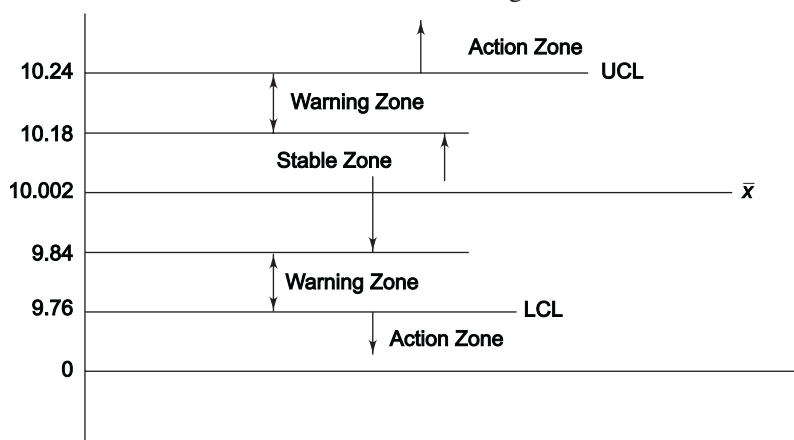 Action Zone
10.24 UCL
Warning Zone
10.18
Stable Zone
10.002 x̄
9.84
Warning Zone
9.76 LCL
Action Zone
0